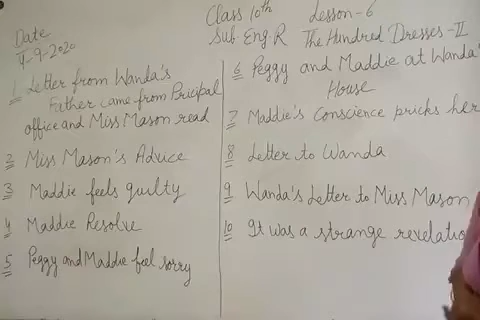 Date
4-9-2020
Class 10th Lesson-6
Sub Eng R The Hundred Dresses-II
1 Letter from Wanda's
Father came from Pricipal
office and Miss Mason read
2 Miss Mason's Advice
3 Maddie feels guilty
4 Maddie Resolve
5 Peggy and Maddie feel sorry
6 Peggy and Maddie at Wanda's
House
7 Maddie's Conscience pricks her
8 Letter to Wanda
9 Wanda's Letter to Miss Mason
10 It was a strange revelatio